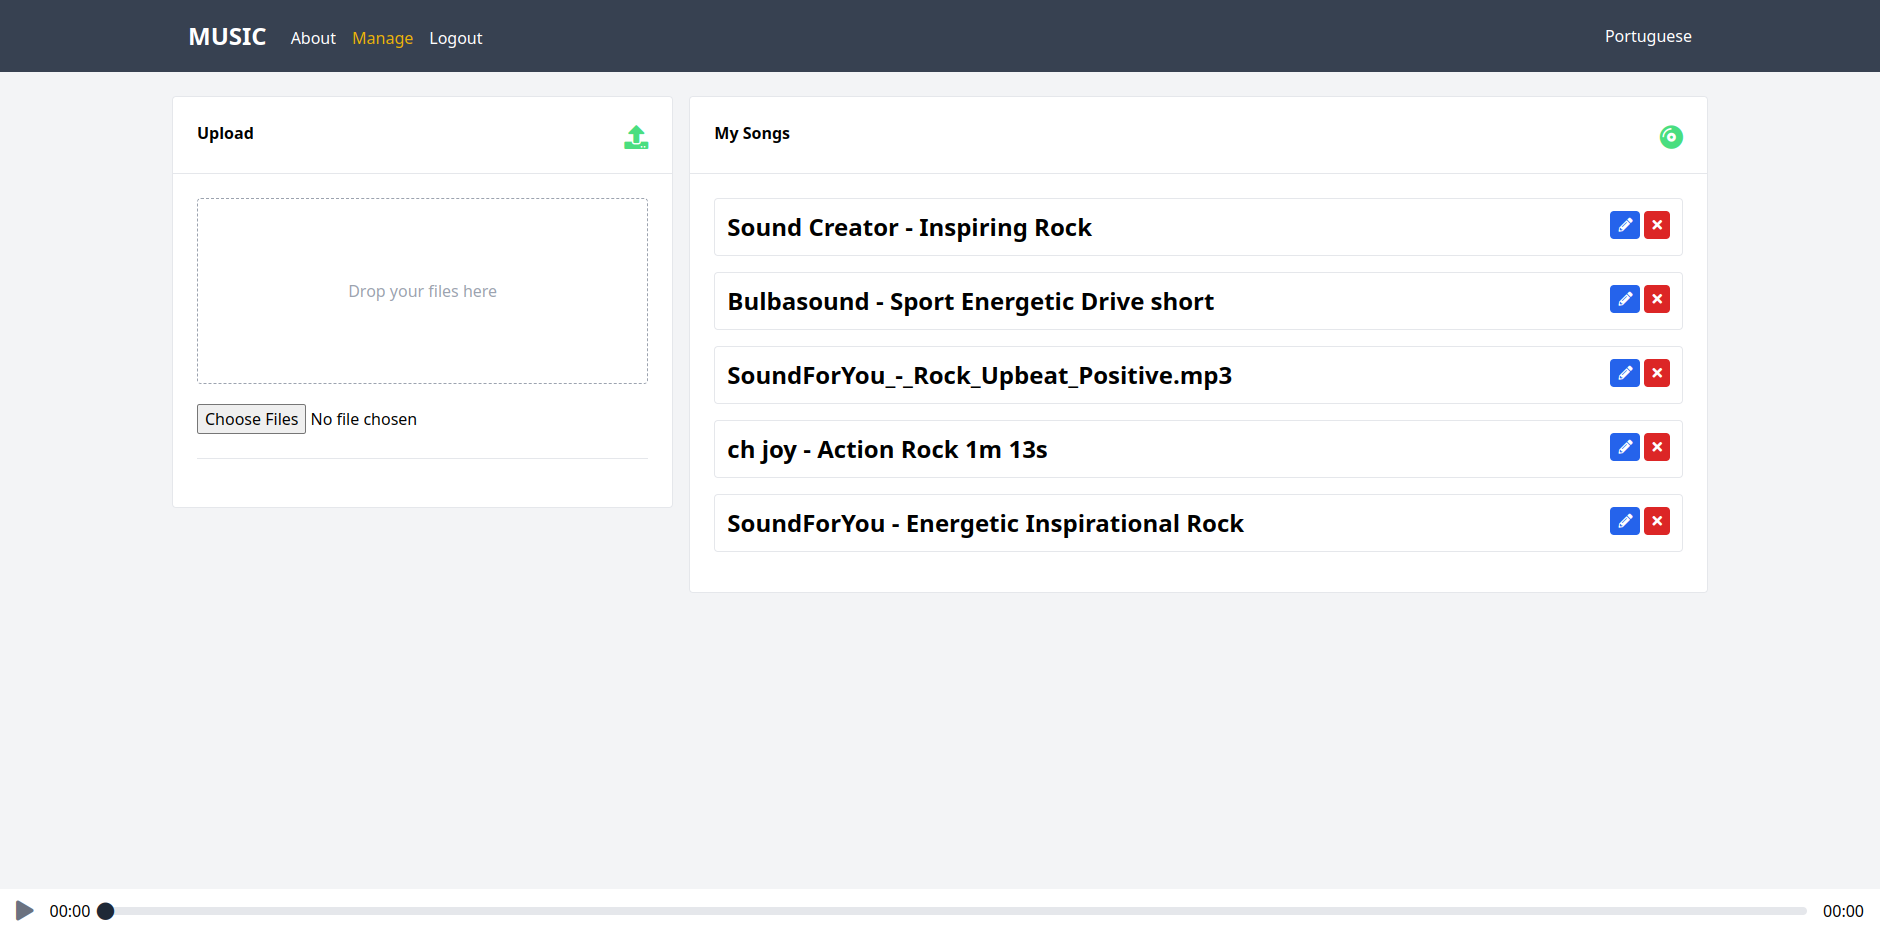 MUSIC About Manage Logout Portuguese
Upload
Drop your files here
Choose Files No file chosen
My Songs
Sound Creator - Inspiring Rock
Bulbasound - Sport Energetic Drive short
SoundForYou_-_Rock_Upbeat_Positive.mp3
ch joy - Action Rock 1m 13s
SoundForYou - Energetic Inspirational Rock
00:00 00:00